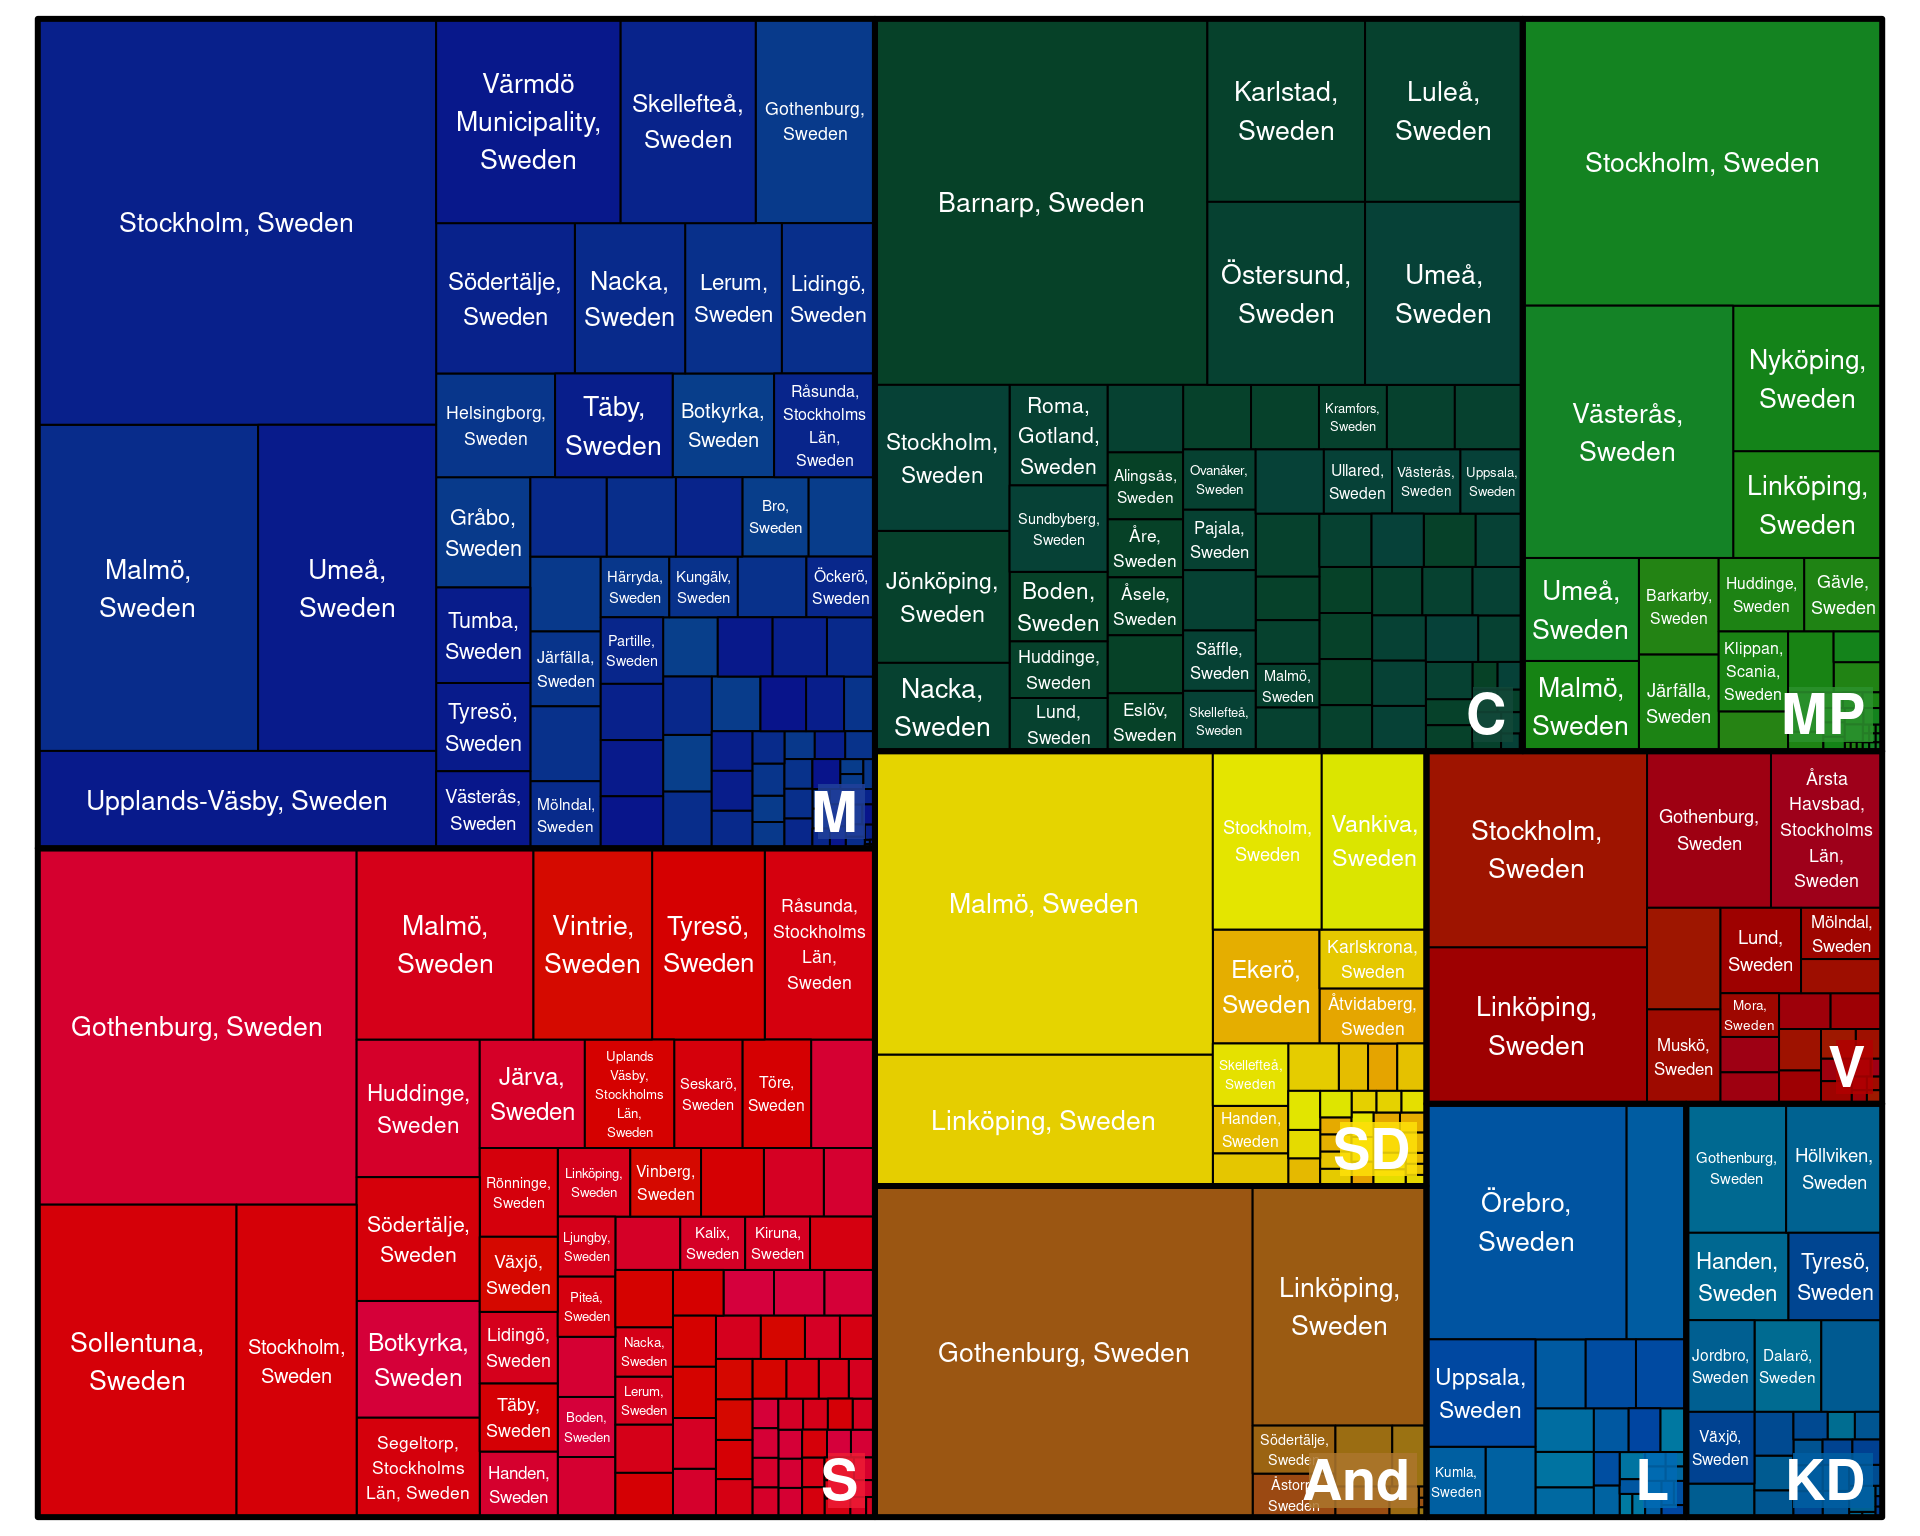 Stockholm, Sweden
Värmdö
Municipality,
Sweden
Skellefteå,
Sweden
Gothenburg,
Sweden
Södertälje,
Sweden
Nacka,
Sweden
Lerum,
Sweden
Lidingö,
Sweden
Helsingborg,
Sweden
Täby,
Sweden
Botkyrka,
Sweden
Råsunda,
Stockholms
Län,
Sweden
Malmö,
Sweden
Umeå,
Sweden
Upplands-Väsby, Sweden
Gråbo,
Sweden
Bro,
Sweden
Härryda,
Sweden
Kungälv,
Sweden
Öckerö,
Sweden
Tumba,
Sweden
Järfälla,
Sweden
Partille,
Sweden
Tyresö,
Sweden
Västerås,
Sweden
Mölndal,
Sweden
M
Barnarp, Sweden
Karlstad,
Sweden
Luleå,
Sweden
Östersund,
Sweden
Umeå,
Sweden
Stockholm,
Sweden
Roma,
Gotland,
Sweden
Kramfors,
Sweden
Alingsås,
Sweden
Ovanåker,
Sweden
Ullared,
Sweden
Västerås,
Sweden
Uppsala,
Sweden
Sundbyberg,
Sweden
Åre,
Sweden
Pajala,
Sweden
Jönköping,
Sweden
Boden,
Sweden
Åsele,
Sweden
Huddinge,
Sweden
Säffle,
Sweden
Malmö,
Sweden
Nacka,
Sweden
Lund,
Sweden
Eslöv,
Sweden
Skellefteå,
Sweden
C
Stockholm, Sweden
Västerås,
Sweden
Nyköping,
Sweden
Linköping,
Sweden
Umeå,
Sweden
Barkarby,
Sweden
Huddinge,
Sweden
Gävle,
Sweden
Malmö,
Sweden
Järfälla,
Sweden
Klippan,
Scania,
Sweden
MP
Gothenburg, Sweden
Malmö,
Sweden
Vintrie,
Sweden
Tyresö,
Sweden
Råsunda,
Stockholms
Län,
Sweden
Huddinge,
Sweden
Järva,
Sweden
Uplands
Väsby,
Stockholms
Län,
Sweden
Seskarö,
Sweden
Töre,
Sweden
Sollentuna,
Sweden
Stockholm,
Sweden
Södertälje,
Sweden
Rönninge,
Sweden
Linköping,
Sweden
Vinberg,
Sweden
Växjö,
Sweden
Ljungby,
Sweden
Kalix,
Sweden
Kiruna,
Sweden
Piteå,
Sweden
Botkyrka,
Sweden
Lidingö,
Sweden
Nacka,
Sweden
Täby,
Sweden
Lerum,
Sweden
Boden,
Sweden
Segeltorp,
Stockholms
Län, Sweden
Handen,
Sweden
S
Malmö, Sweden
Stockholm,
Sweden
Vankiva,
Sweden
Ekerö,
Sweden
Karlskrona,
Sweden
Åtvidaberg,
Sweden
Linköping, Sweden
Skellefteå,
Sweden
Handen,
Sweden
SD
Gothenburg, Sweden
Linköping,
Sweden
Södertälje,
Sweden
Åstorp,
Sweden
And
Stockholm,
Sweden
Gothenburg,
Sweden
Årsta
Havsbad,
Stockholms
Län,
Sweden
Linköping,
Sweden
Lund,
Sweden
Mölndal,
Sweden
Mora,
Sweden
Muskö,
Sweden
V
Örebro,
Sweden
Uppsala,
Sweden
Kumla,
Sweden
L
Gothenburg,
Sweden
Höllviken,
Sweden
Handen,
Sweden
Tyresö,
Sweden
Jordbro,
Sweden
Dalarö,
Sweden
Växjö,
Sweden
KD